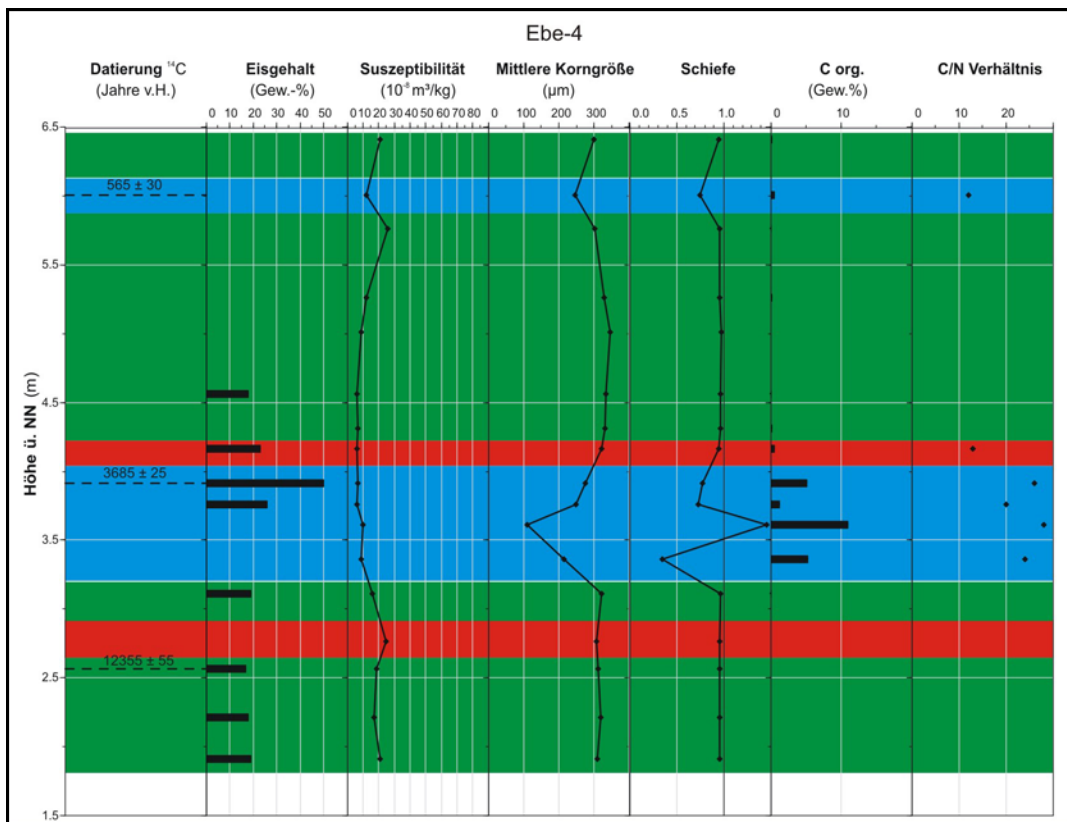 Ebe-4
Datierung ¹⁴C
(Jahre v.H.)
Eisgehalt
(Gew.-%)
Suszeptibilität
(10⁻⁸ m³/kg)
Mittlere Korngröße
(µm)
Schiefe
C org.
(Gew.%)
C/N Verhältnis
0 10 20 30 40 50
0 10 20 30 40 50 60 70 80
0 100 200 300
0.0 0.5 1.0
0 10
0 10 20
Höhe ü. NN (m)
6.5
565 ± 30
5.5
4.5
3685 ± 25
3.5
12355 ± 55
2.5
1.5